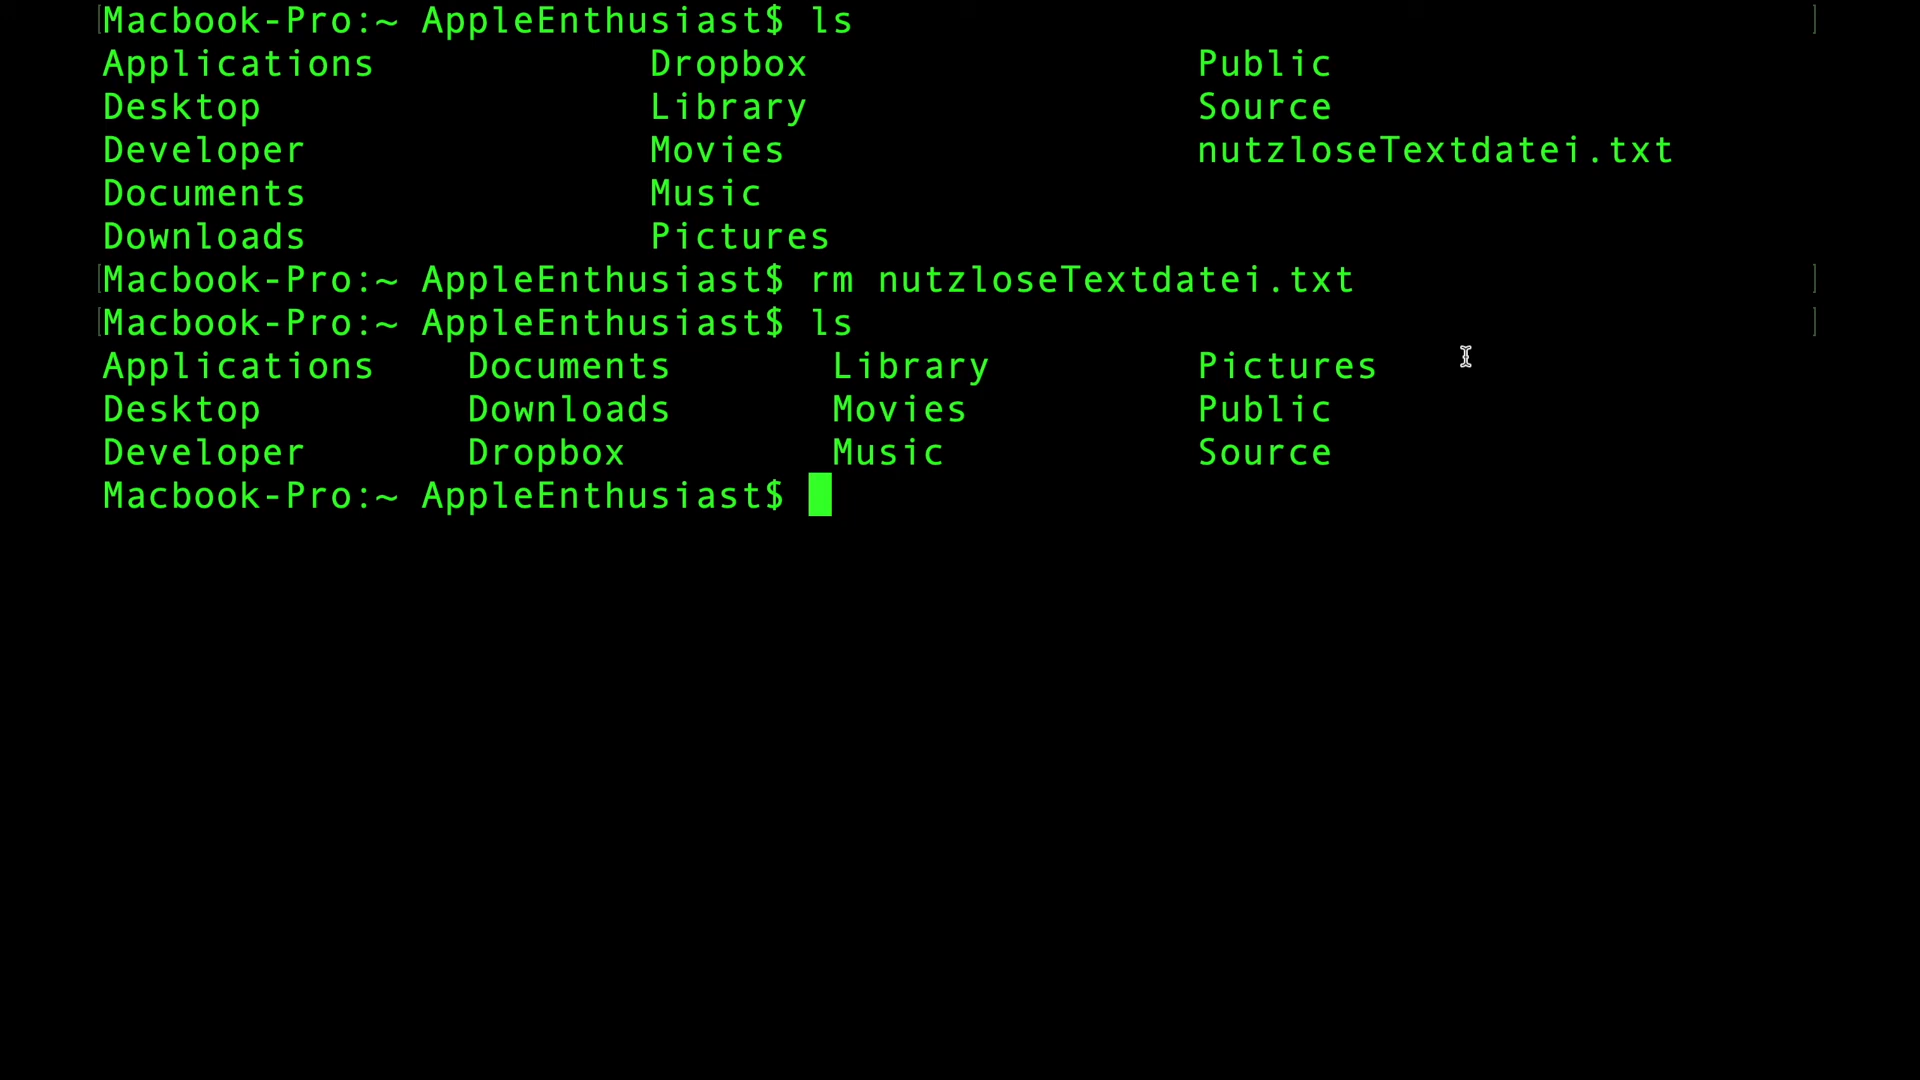 Macbook-Pro:~ AppleEnthusiast$ ls
Applications Dropbox Public
Desktop Library Source
Developer Movies nutzloseTextdatei.txt
Documents Music
Downloads Pictures
Macbook-Pro:~ AppleEnthusiast$ rm nutzloseTextdatei.txt
Macbook-Pro:~ AppleEnthusiast$ ls
Applications Documents Library Pictures
Desktop Downloads Movies Public
Developer Dropbox Music Source
Macbook-Pro:~ AppleEnthusiast$